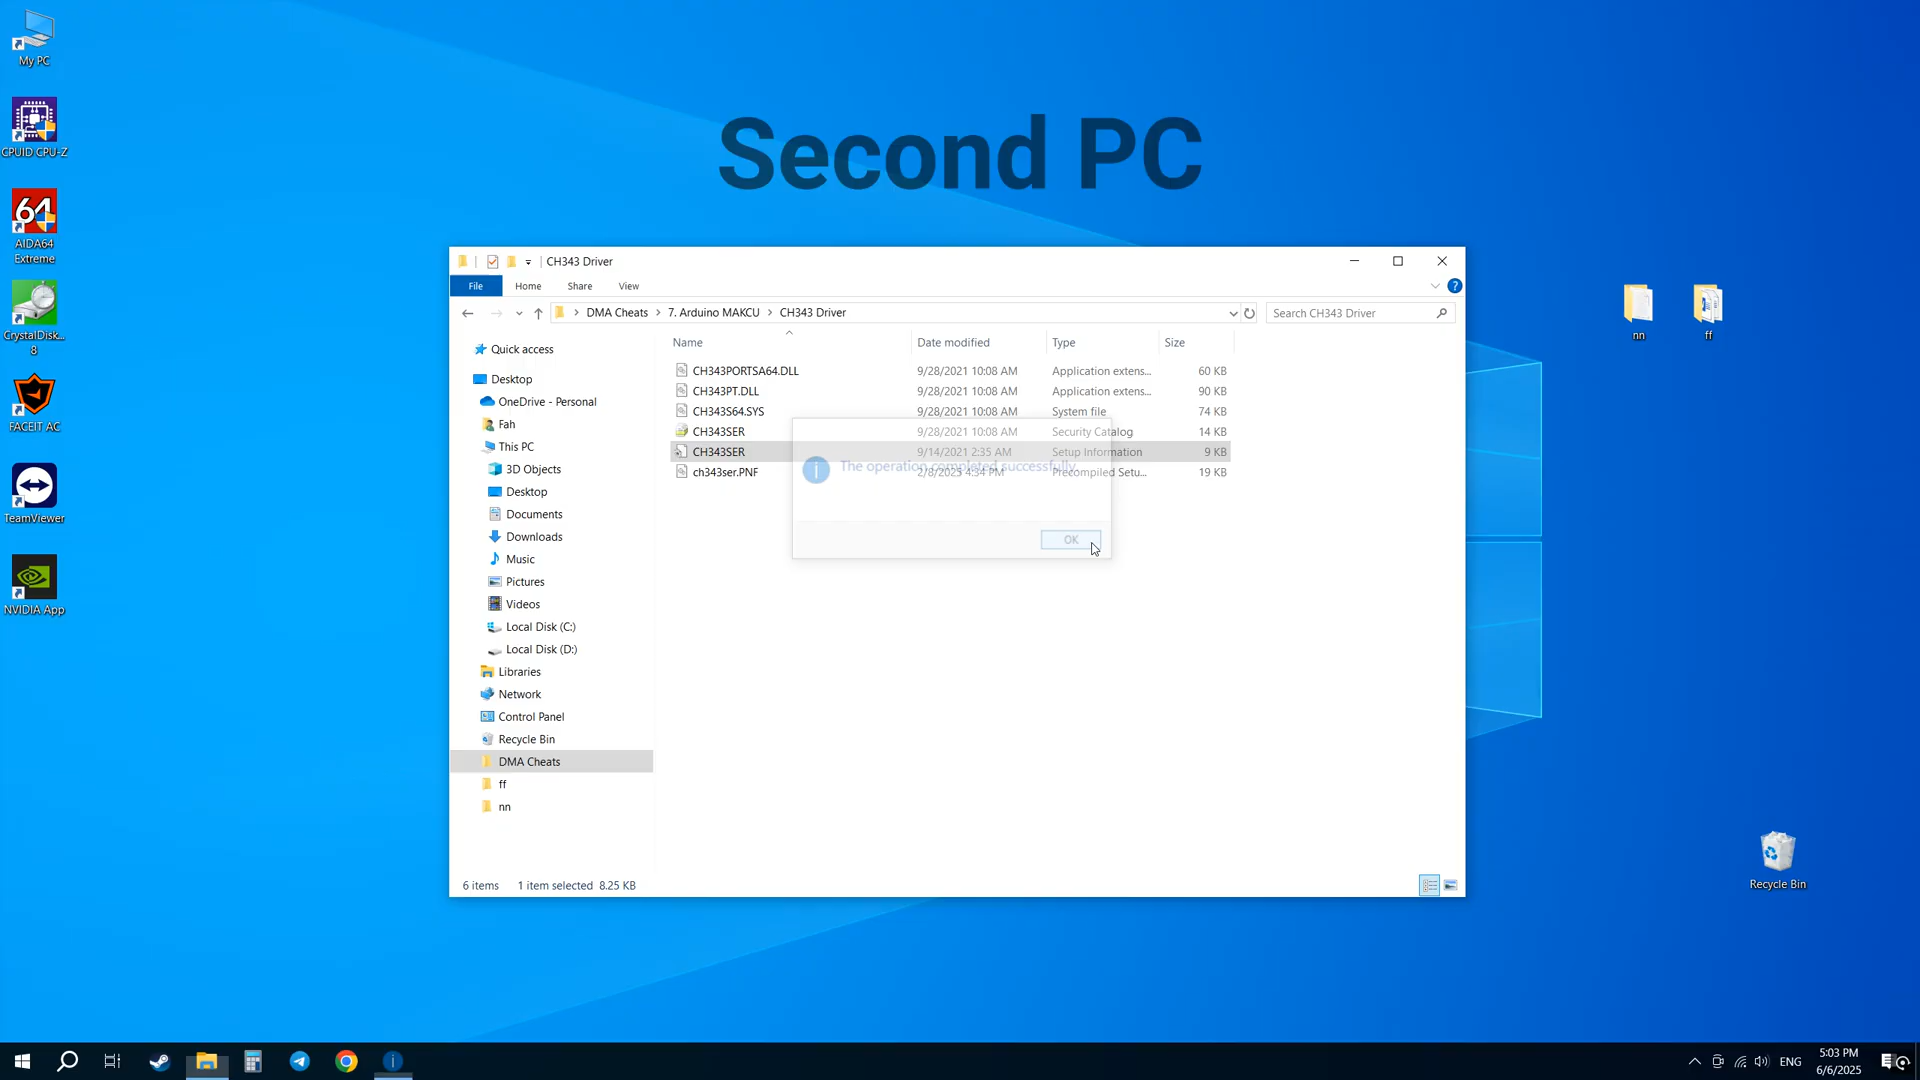 My PC
CPUID CPU-Z
64
AIDA64
Extreme
CrystalDisk...
8
FACEIT AC
TeamViewer
NVIDIA App
Second PC
CH343 Driver
File
Home
Share
View
DMA Cheats
7. Arduino MAKCU
CH343 Driver
Search CH343 Driver
Quick access
Desktop
OneDrive - Personal
Fah
This PC
3D Objects
Desktop
Documents
Downloads
Music
Pictures
Videos
Local Disk (C:)
Local Disk (D:)
Libraries
Network
Control Panel
Recycle Bin
DMA Cheats
ff
nn
Name Date modified Type Size
CH343PORTSA64.DLL 9/28/2021 10:08 AM Application extens... 60 KB
CH343PT.DLL 9/28/2021 10:08 AM Application extens... 90 KB
CH343S64.SYS 9/28/2021 10:08 AM System file 74 KB
CH343SER 9/28/2021 10:08 AM Security Catalog 14 KB
CH343SER 9/14/2021 2:35 AM Setup Information 9 KB
ch343ser.PNF 2/8/2025 4:34 PM Precompiled Setu... 19 KB
The operation completed successfully.
OK
6 items 1 item selected 8.25 KB
nn
ff
Recycle Bin
ENG
5:03 PM
6/6/2025